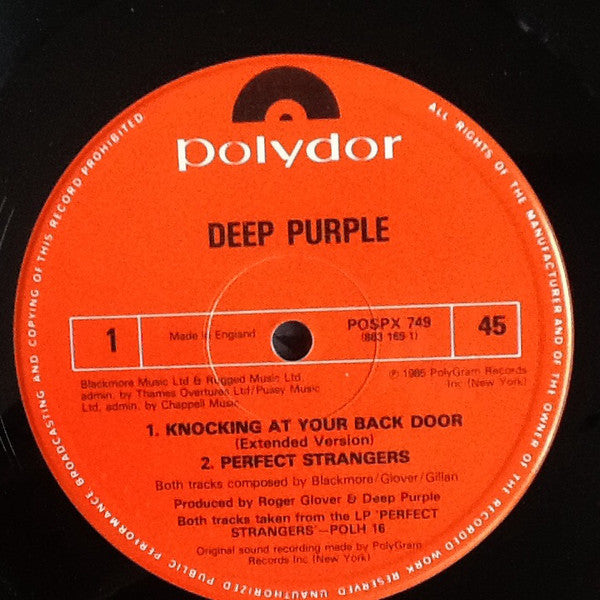 polydor
DEEP PURPLE
1
Made in England
POSPX 749
(883 169-1)
45
Blackmore Music Ltd & Rugged Music Ltd
admin. by Thames Overtures Ltd/Pussy Music
Ltd. admin. by Chappell Music
℗ 1985 PolyGram Records
Inc (New York)
1. KNOCKING AT YOUR BACK DOOR
(Extended Version)
2. PERFECT STRANGERS
Both tracks composed by Blackmore/Glover/Gillan
Produced by Roger Glover & Deep Purple
Both tracks taken from the LP 'PERFECT
STRANGERS'–POLH 16
Original sound recording made by PolyGram
Records Inc (New York)
ALL RIGHTS OF THE MANUFACTURER AND OF THE OWNER OF THE RECORDED WORK RESERVED UNAUTHORIZED PUBLIC PERFORMANCE BROADCASTING AND COPYING OF THIS RECORD PROHIBITED